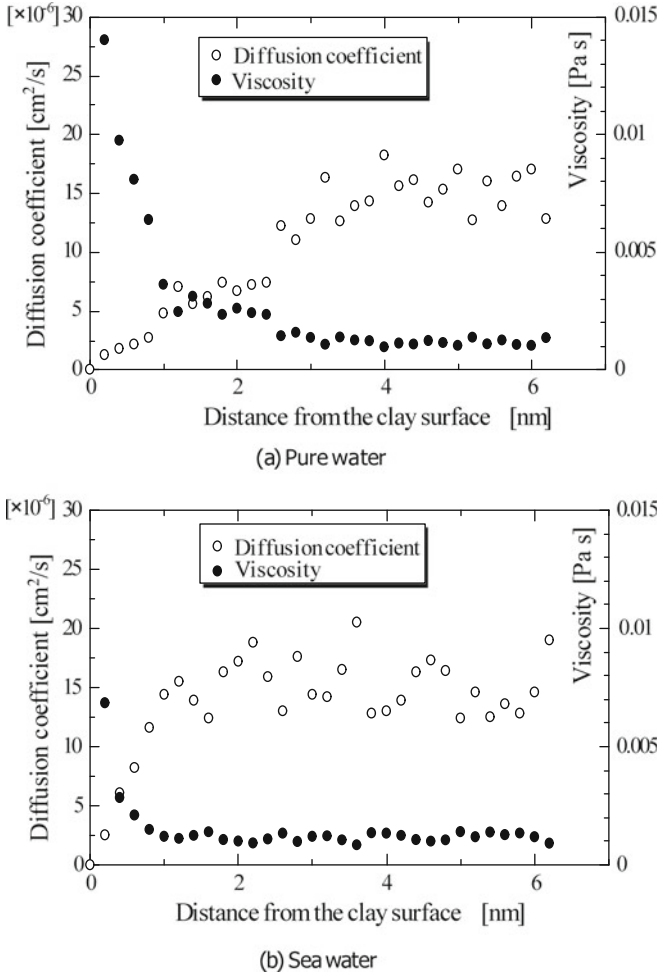 [×10-6]
30
25
20
15
10
5
0
Diffusion coefficient [cm2/s]
Diffusion coefficient
Viscosity
0.015
0.01
0.005
0
Viscosity [Pa s]
0 2 4 6
Distance from the clay surface [nm]
(a) Pure water
[×10-6]
30
25
20
15
10
5
0
Diffusion coefficient [cm2/s]
Diffusion coefficient
Viscosity
0.015
0.01
0.005
0
Viscosity [Pa s]
0 2 4 6
Distance from the clay surface [nm]
(b) Sea water